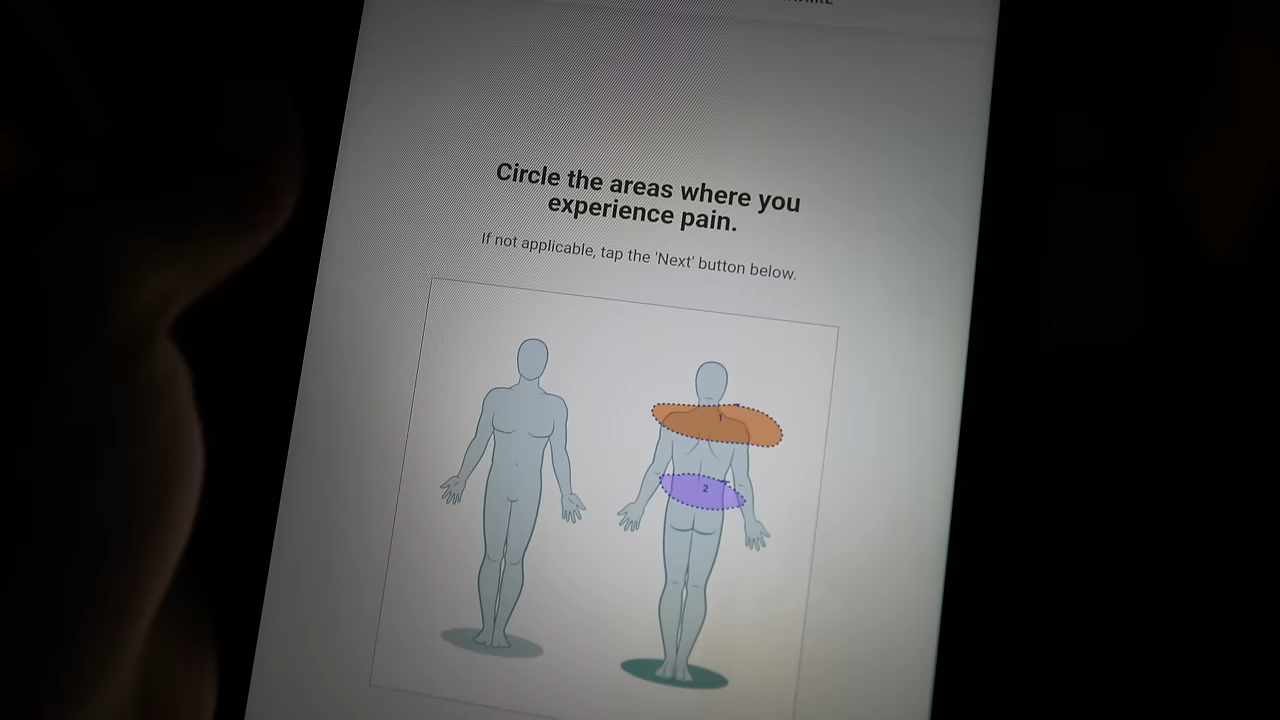 Circle the areas where you
experience pain.
If not applicable, tap the 'Next' button below.
1
2